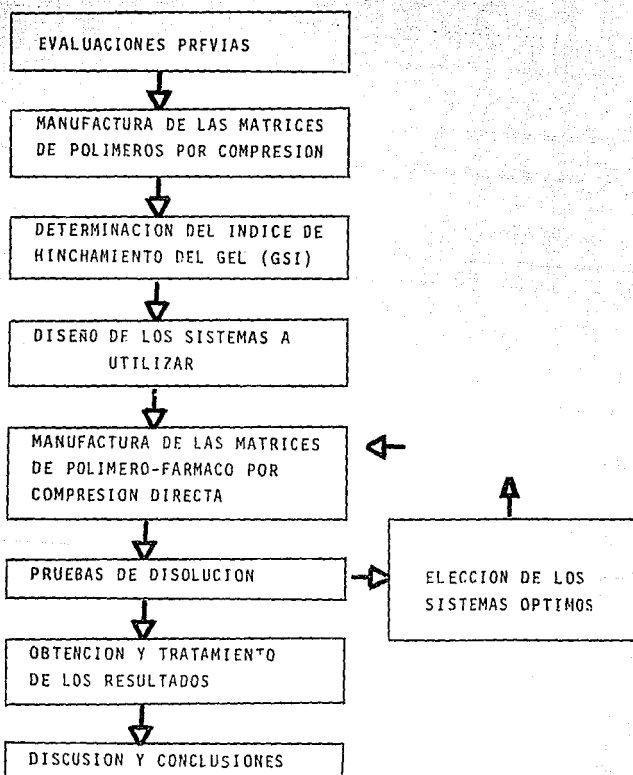 EVALUACIONES PRFVIAS
MANUFACTURA DE LAS MATRICES
DE POLIMEROS POR COMPRESION
DETERMINACION DEL INDICE DE
HINCHAMIENTO DEL GEL (GSI)
DISEÑO DE LOS SISTEMAS A
UTILIZAR
MANUFACTURA DE LAS MATRICES
DE POLIMERO-FARMACO POR
COMPRESION DIRECTA
PRUEBAS DE DISOLUCION
ELECCION DE LOS
SISTEMAS OPTIMOS
OBTENCION Y TRATAMIENTO
DE LOS RESULTADOS
DISCUSION Y CONCLUSIONES